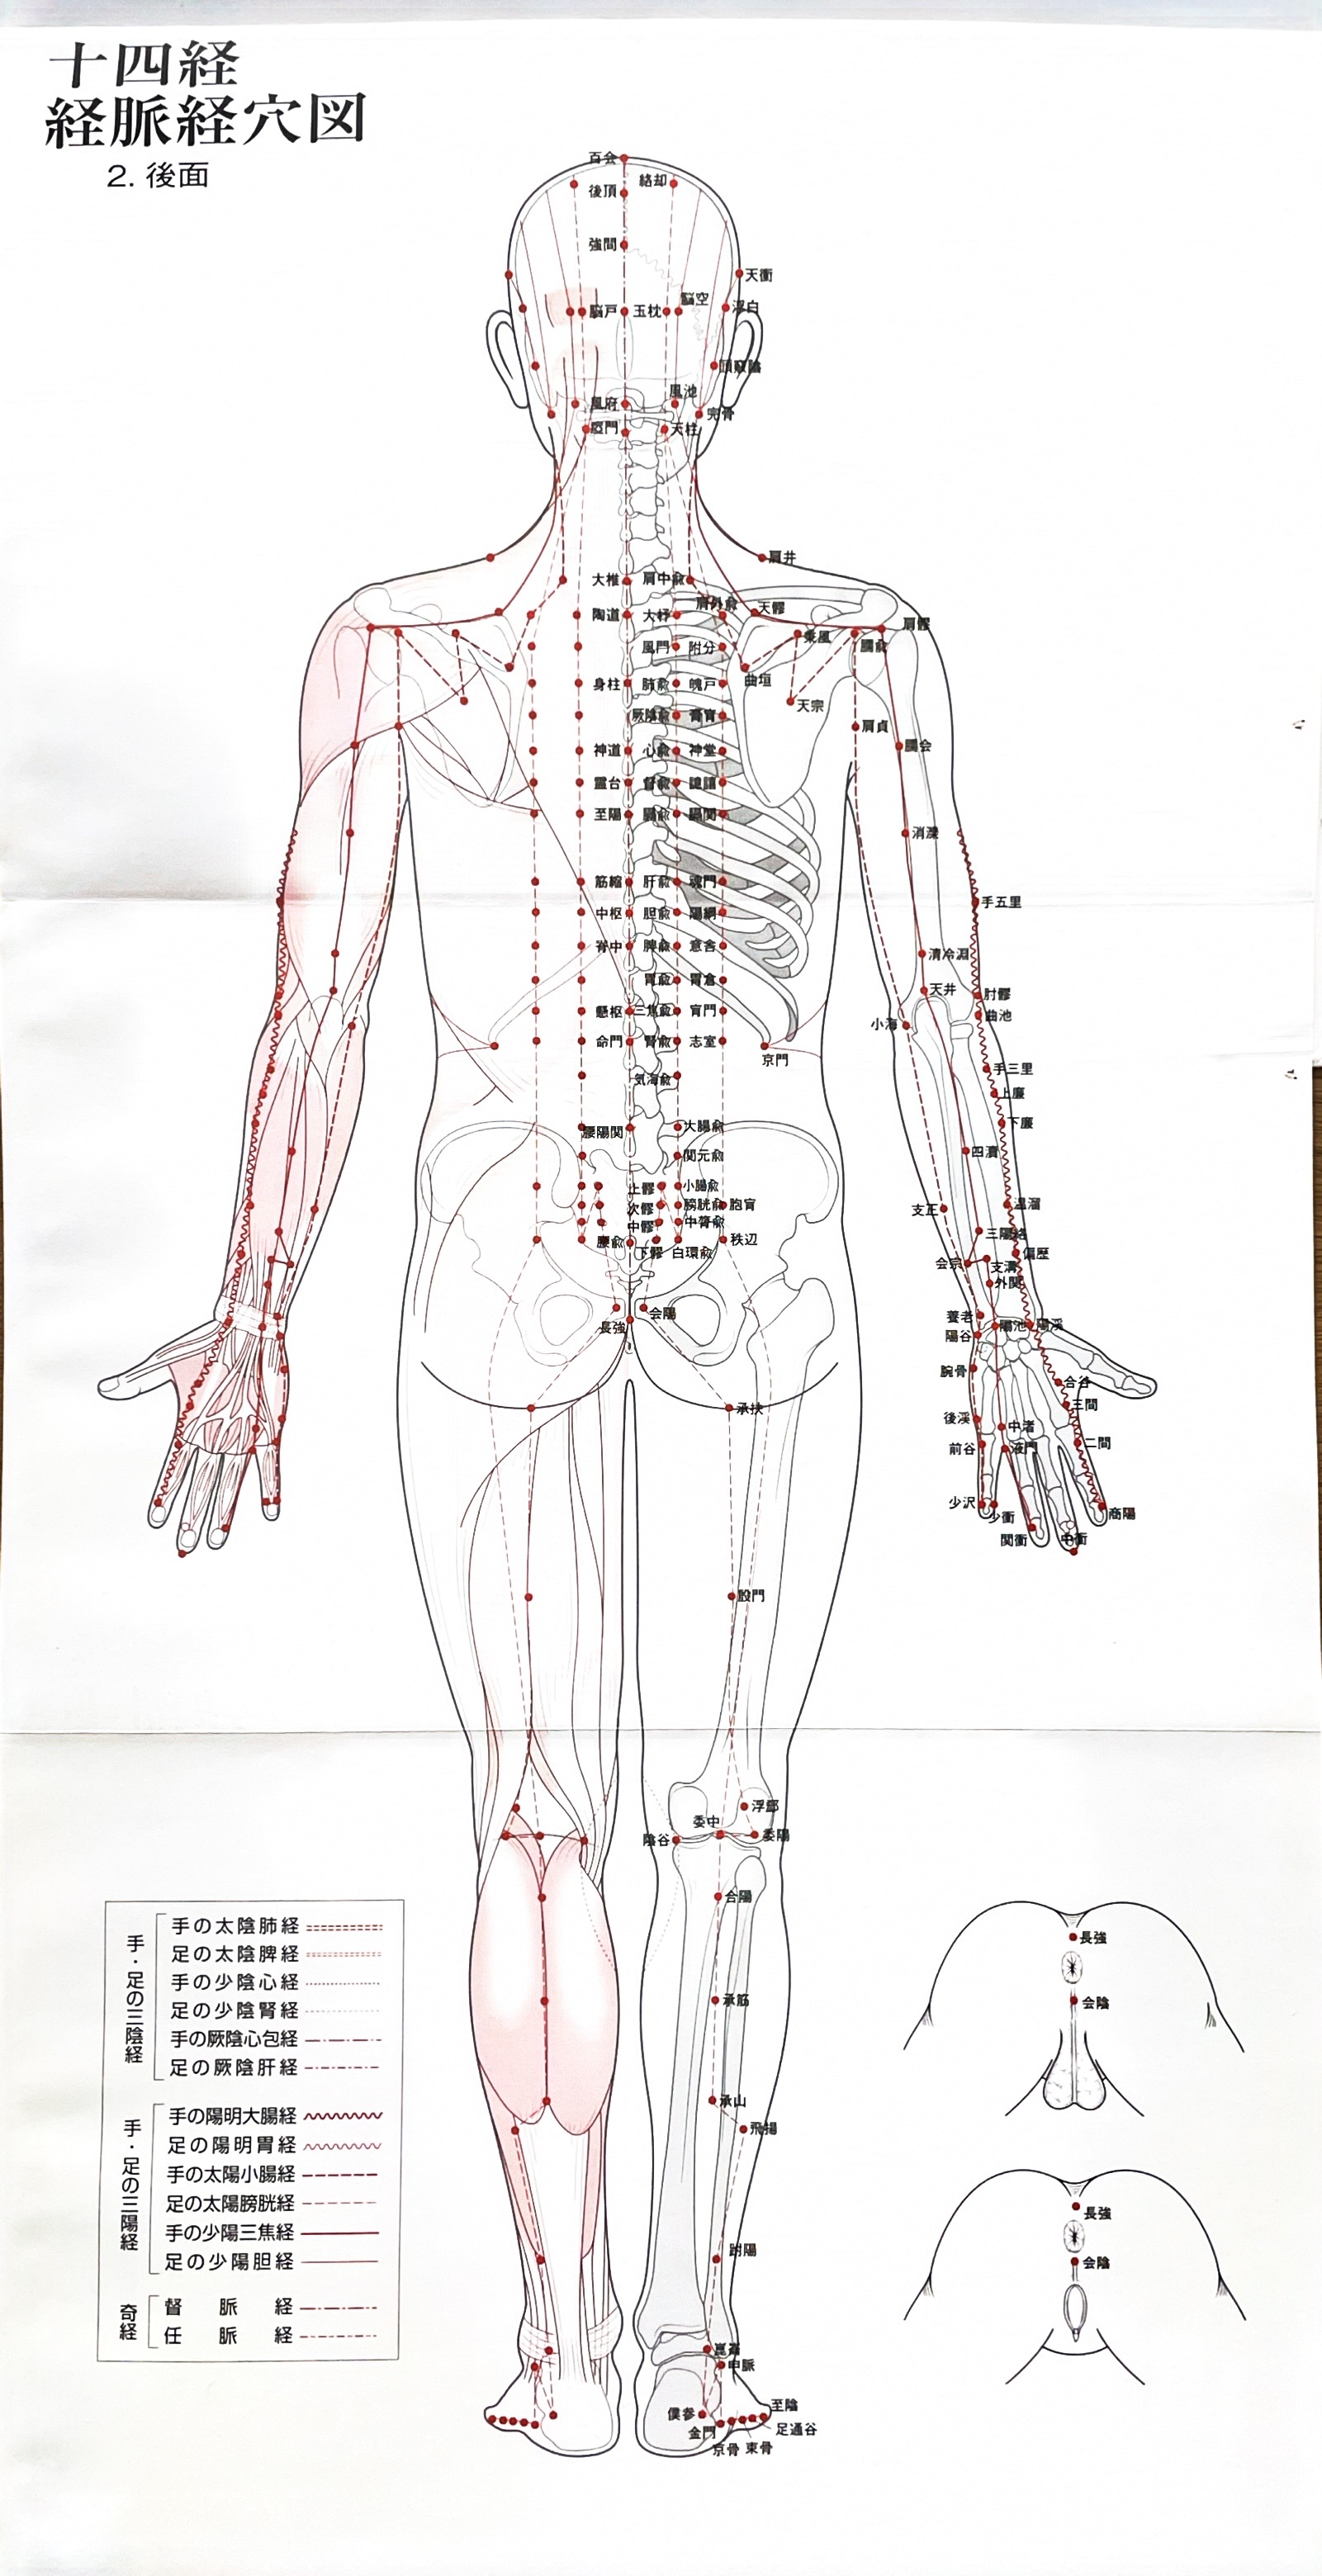 十四経
経脈経穴図
2. 後面
百会
絡却
後頂
強間
天衝
脳空
脳戸
玉枕
浮白
頭竅陰
風池
風府
完骨
瘂門
天柱
肩井
大椎
肩中兪
肩外兪
天髎
陶道
大杼
肩髎
秉風
臑兪
風門
附分
曲垣
身柱
肺兪
魄戸
天宗
厥陰兪
膏肓
肩貞
神道
心兪
神堂
臑会
霊台
督兪
譩譆
至陽
膈兪
膈関
消濼
筋縮
肝兪
魂門
手五里
中枢
胆兪
陽綱
脊中
脾兪
意舎
清冷淵
胃兪
胃倉
天井
肘髎
懸枢
三焦兪
肓門
曲池
小海
命門
腎兪
志室
京門
手三里
気海兪
上廉
腰陽関
大腸兪
下廉
関元兪
四瀆
上髎
小腸兪
次髎
膀胱兪
胞肓
温溜
支正
中髎
中膂兪
腰兪
下髎
白環兪
秩辺
三陽絡
偏歴
会宗
支溝
外関
会陽
長強
養老
陽池
陽渓
陽谷
腕骨
合谷
承扶
三間
後渓
中渚
前谷
液門
二間
少沢
少衝
商陽
関衝
中衝
殷門
浮郄
委中
陰谷
委陽
合陽
承筋
承山
飛揚
跗陽
崑崙
申脈
僕参
至陰
金門
足通谷
京骨
束骨
手・足の三陰経
手の太陰肺経
足の太陰脾経
手の少陰心経
足の少陰腎経
手の厥陰心包経
足の厥陰肝経
手・足の三陽経
手の陽明大腸経
足の陽明胃経
手の太陽小腸経
足の太陽膀胱経
手の少陽三焦経
足の少陽胆経
奇経
督脈経
任脈経
長強
会陰
長強
会陰